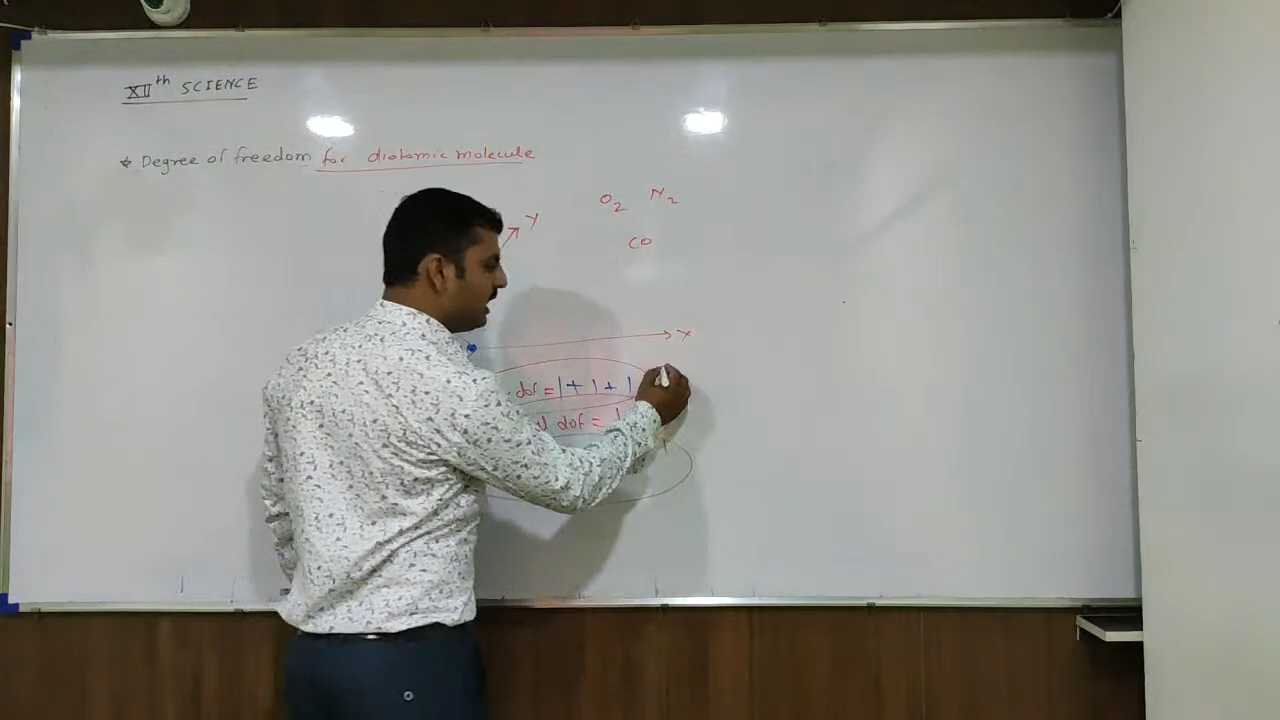 XIIth SCIENCE
* Degree of freedom for diatomic molecule
O2 N2
Y
CO
dof = 1 + 1 + 1
dof = 1